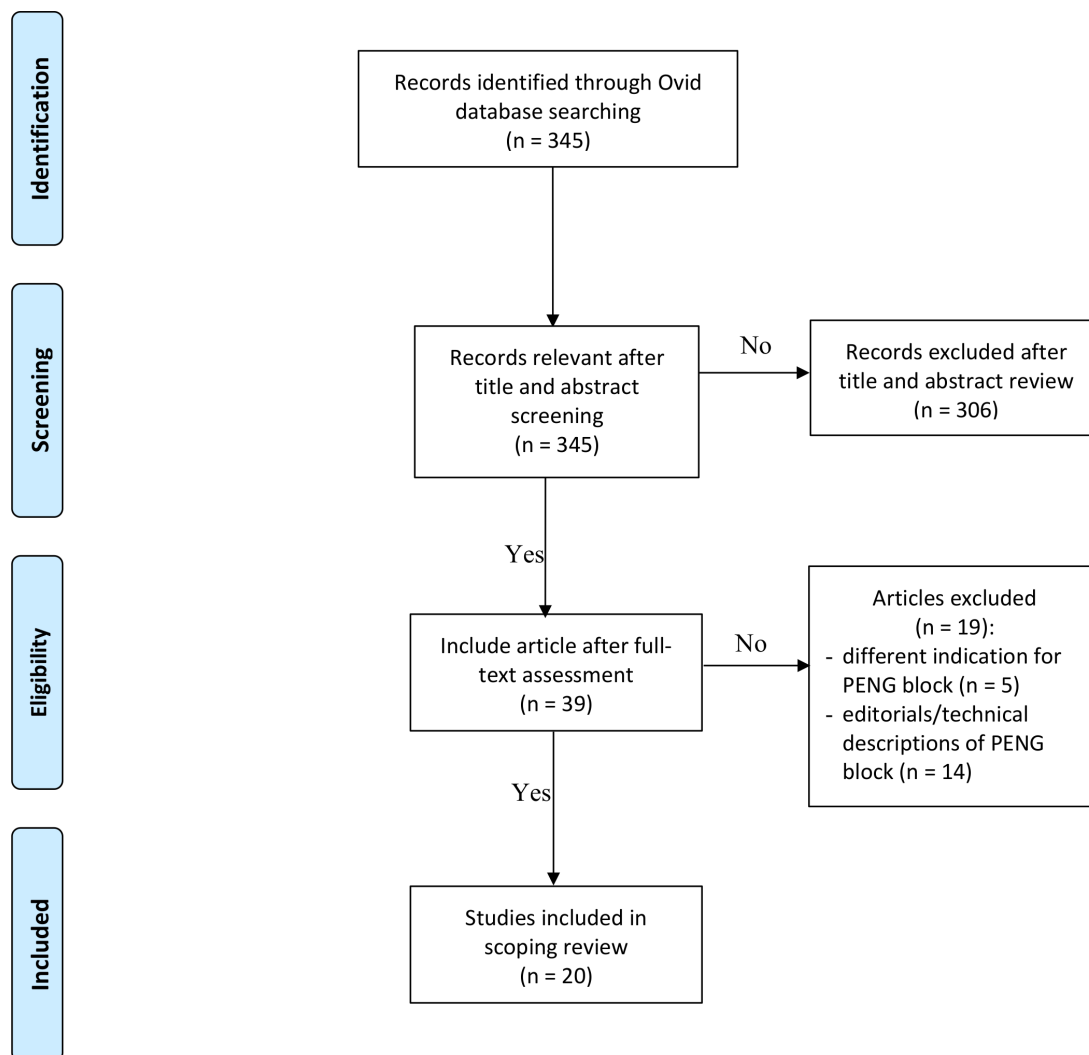 Identification
Records identified through Ovid
database searching
(n = 345)
Screening
Records relevant after
title and abstract
screening
(n = 345)
No
Records excluded after
title and abstract review
(n = 306)
Yes
Eligibility
Include article after full-
text assessment
(n = 39)
No
Articles excluded
(n = 19):
- different indication for
PENG block (n = 5)
- editorials/technical
descriptions of PENG
block (n = 14)
Yes
Included
Studies included in
scoping review
(n = 20)